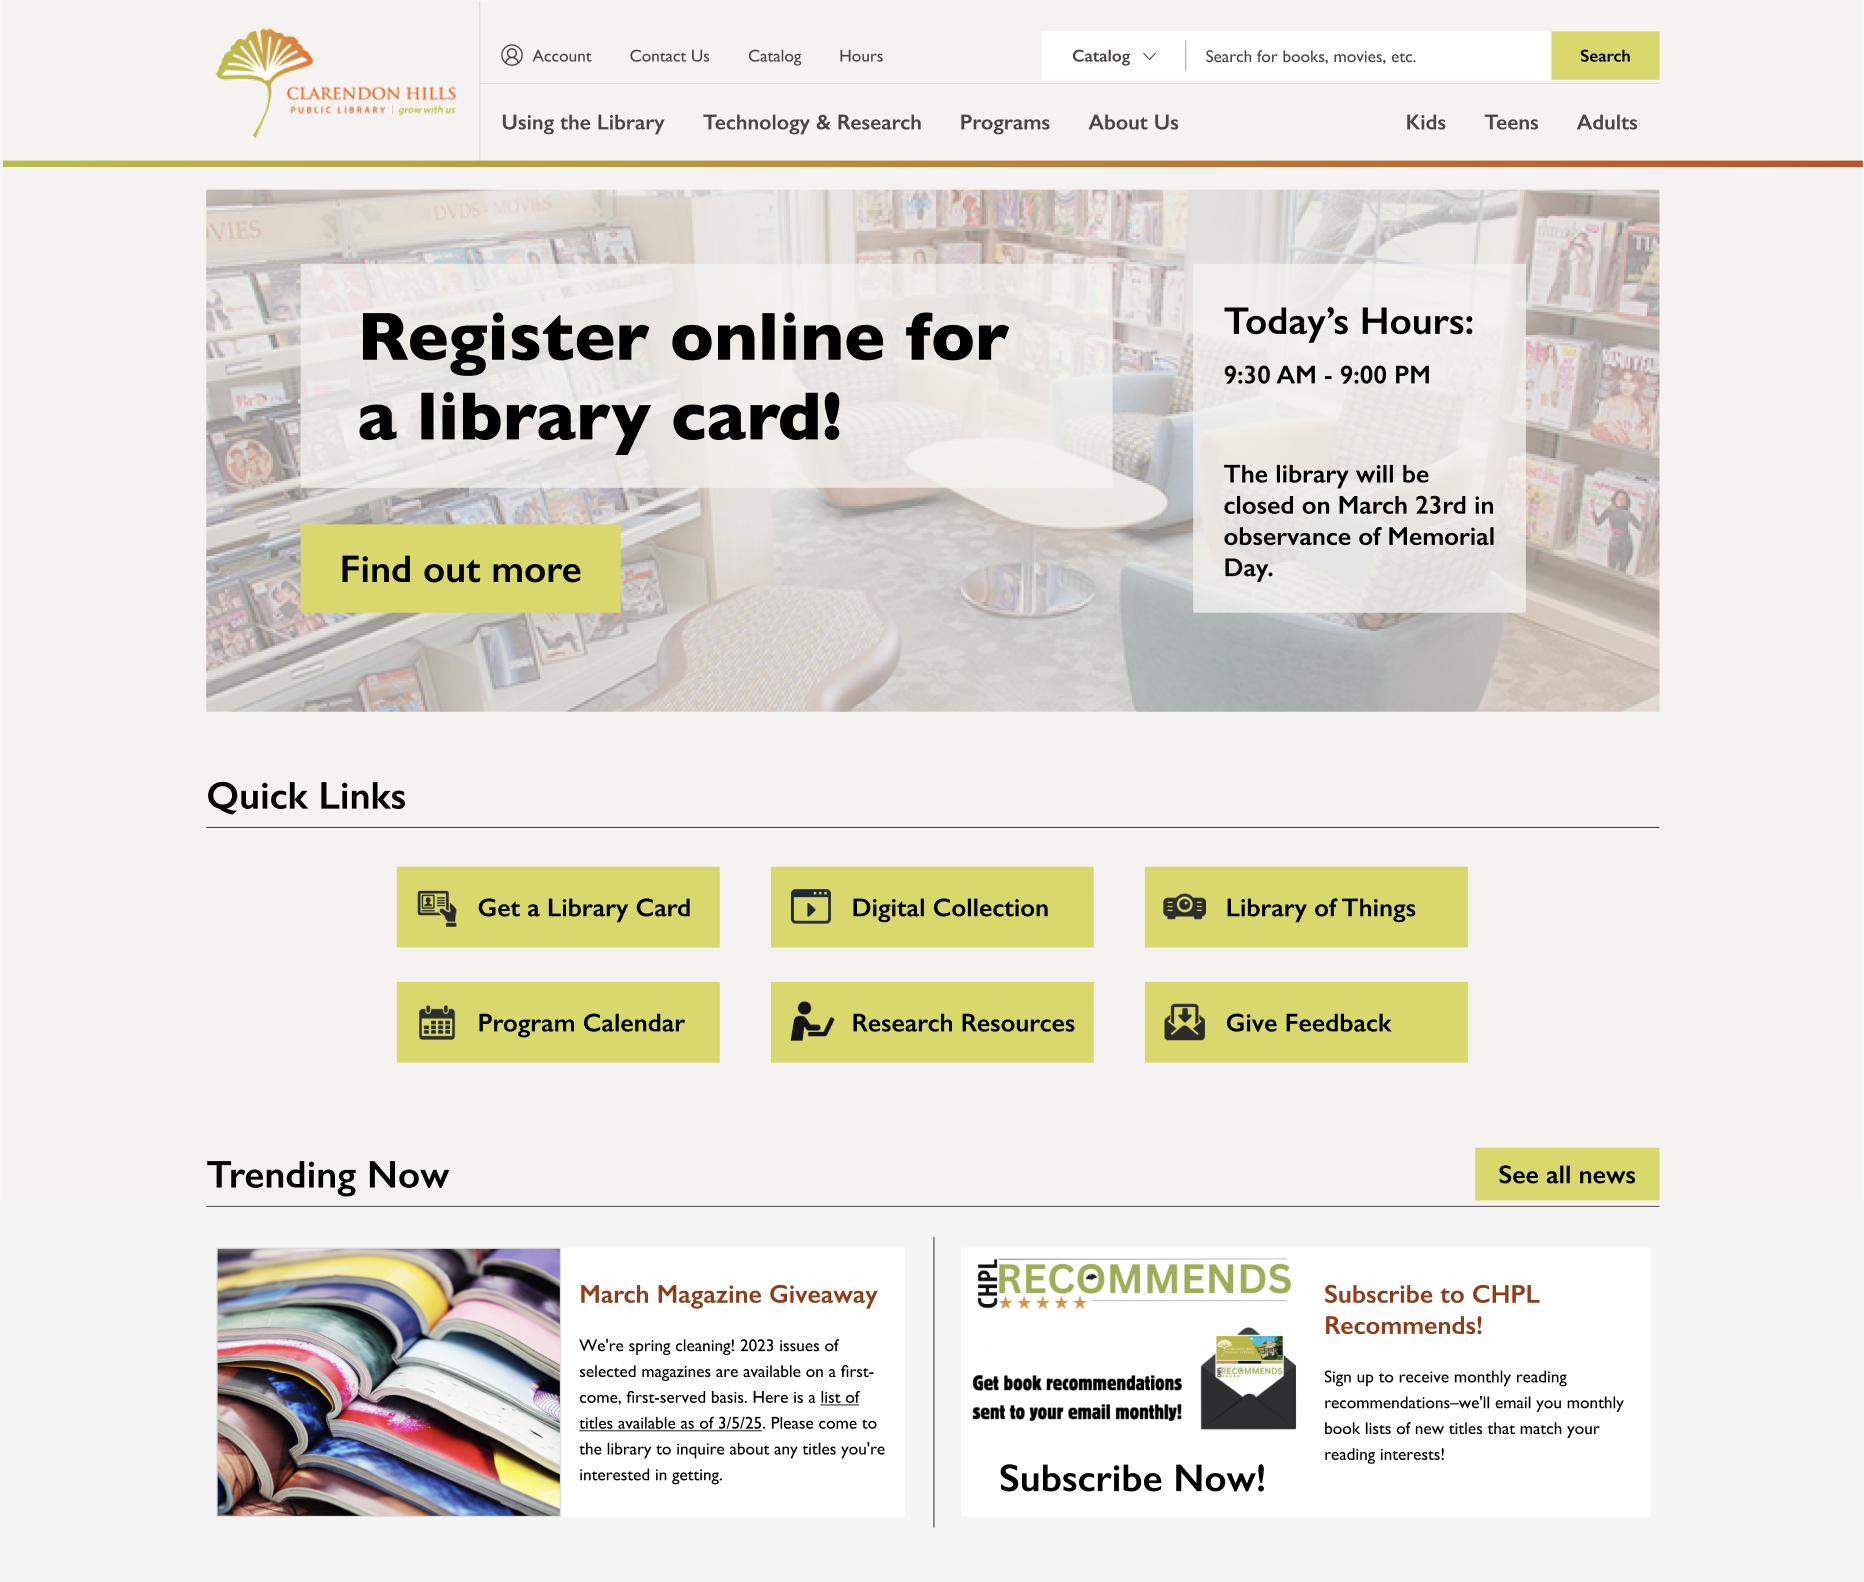 CLARENDON HILLS
PUBLIC LIBRARY | grow with us
Account
Contact Us
Catalog
Hours
Catalog
Search for books, movies, etc.
Search
Using the Library
Technology & Research
Programs
About Us
Kids
Teens
Adults
VIES
DVDS - MOVIES
Register online for
a library card!
Find out more
Today's Hours:
9:30 AM - 9:00 PM
The library will be
closed on March 23rd in
observance of Memorial
Day.
Quick Links
Get a Library Card
Digital Collection
Library of Things
Program Calendar
Research Resources
Give Feedback
Trending Now
See all news
March Magazine Giveaway
We're spring cleaning! 2023 issues of
selected magazines are available on a first-
come, first-served basis. Here is a list of
titles available as of 3/5/25. Please come to
the library to inquire about any titles you're
interested in getting.
CHPL
RECOMMENDS
Get book recommendations
sent to your email monthly!
RECOMMENDS
Subscribe Now!
Subscribe to CHPL
Recommends!
Sign up to receive monthly reading
recommendations–we'll email you monthly
book lists of new titles that match your
reading interests!